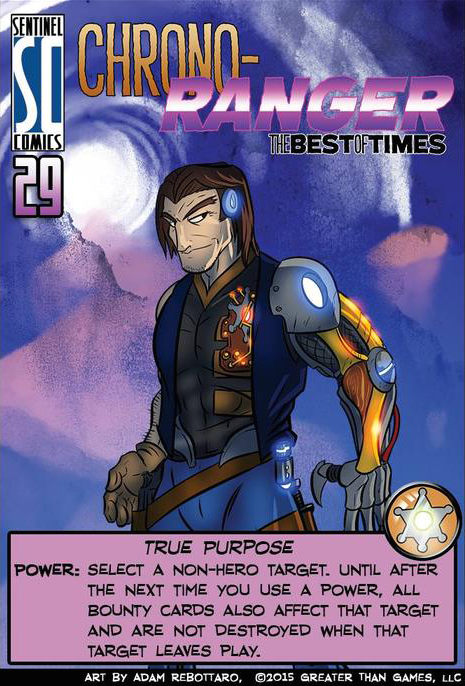 SENTINEL
SC
COMICS
29
CHRONO-
RANGER
THE BEST OF TIMES
TRUE PURPOSE
POWER: SELECT A NON-HERO TARGET. UNTIL AFTER
THE NEXT TIME YOU USE A POWER, ALL
BOUNTY CARDS ALSO AFFECT THAT TARGET
AND ARE NOT DESTROYED WHEN THAT
TARGET LEAVES PLAY.
ART BY ADAM REBOTTARO, ©2015 GREATER THAN GAMES, LLC